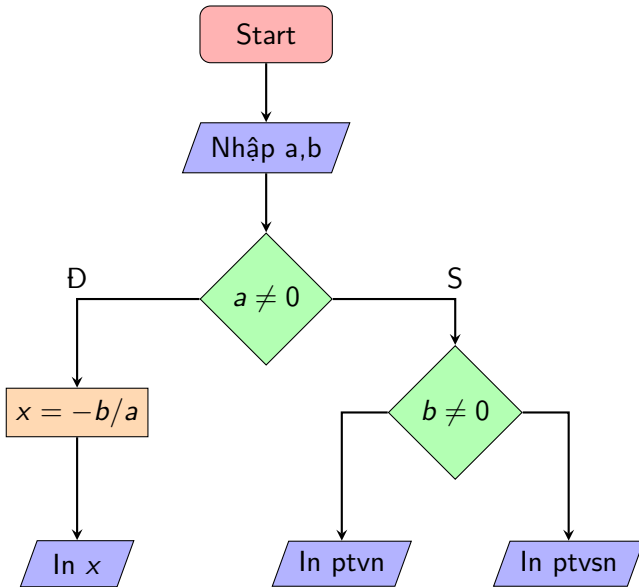 Start
Nhập a,b
a ≠ 0
Đ
S
x = −b/a
b ≠ 0
In x
In ptvn
In ptvsn